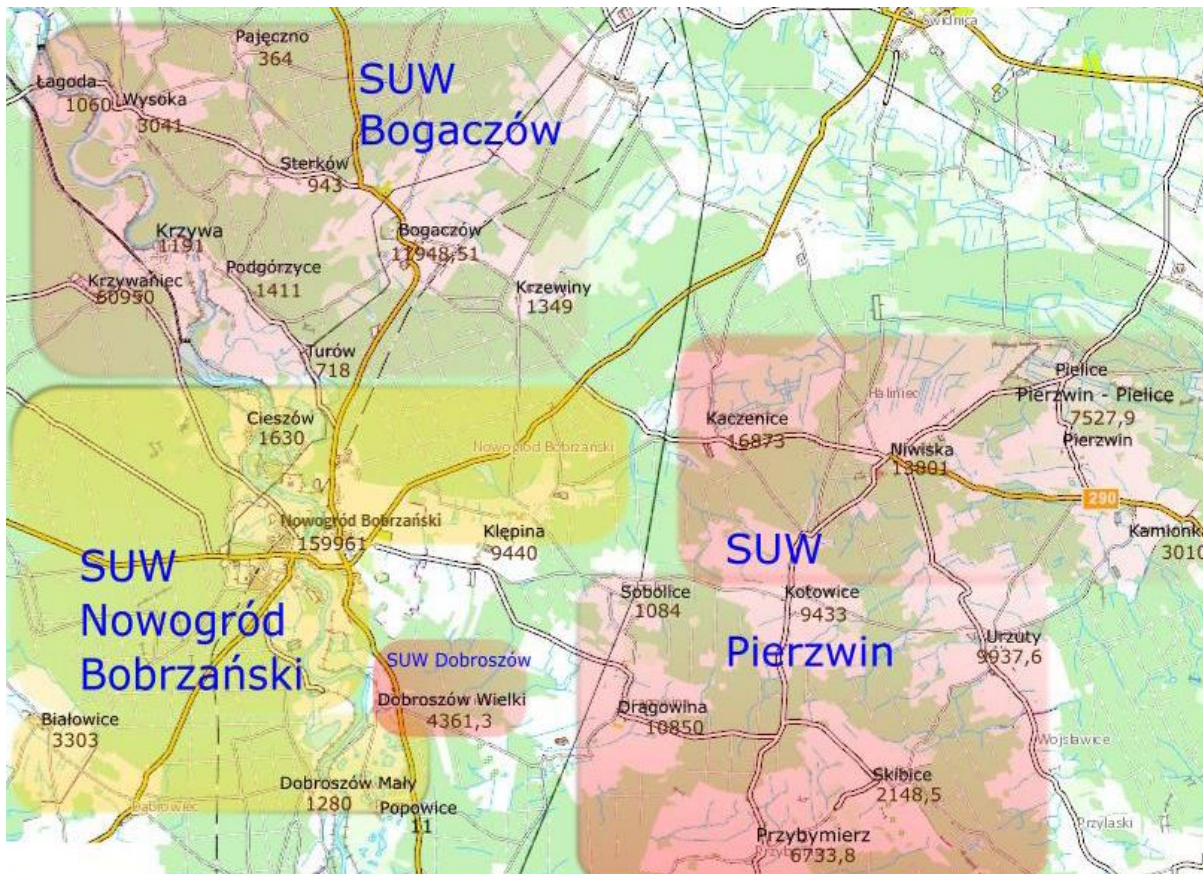 Świdnica
Pajęczno
364
SUW
Bogaczów
Łagoda
1060
Wysoka
3041
Sterków
943
Krzywa
1191
Bogaczów
11948,51
Podgórzyce
1411
Krzywaniec
60950
Krzewiny
1349
Turów
718
Pielice
Pierzwin - Pielice
7527,9
Haliniec
Cieszów
1630
Kaczenice
16873
Pierzwin
Nowogród Bobrzański
Niwiska
13801
290
Nowogród Bobrzański
159961
Klępina
9440
Kamionka
3010
SUW
Nowogród
Bobrzański
SUW
Pierzwin
Sobolice
1084
Kotowice
9433
Urzuty
9937,6
SUW Dobroszów
Dobroszów Wielki
4361,3
Drągowina
10850
Białowice
3303
Wojsławice
Dobroszów Mały
1280
Skibice
2148,5
Dąbrowiec
Popowice
11
Przylaski
Przybymierz
6733,8